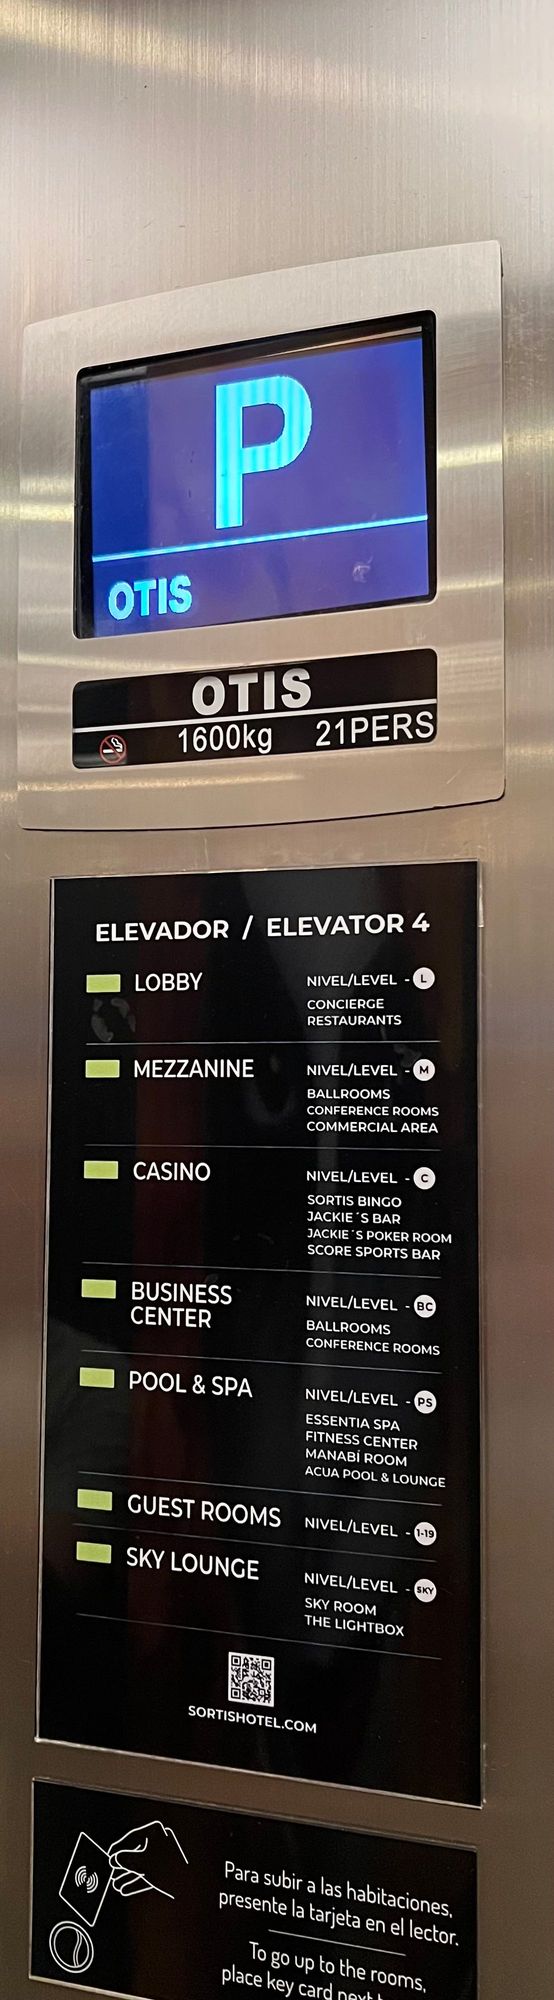 P
OTIS
OTIS
1600kg 21PERS
ELEVADOR / ELEVATOR 4
LOBBY NIVEL/LEVEL - L
CONCIERGE
RESTAURANTS
MEZZANINE NIVEL/LEVEL - M
BALLROOMS
CONFERENCE ROOMS
COMMERCIAL AREA
CASINO NIVEL/LEVEL - C
SORTIS BINGO
JACKIE´S BAR
JACKIE´S POKER ROOM
SCORE SPORTS BAR
BUSINESS
CENTER
NIVEL/LEVEL - BC
BALLROOMS
CONFERENCE ROOMS
POOL & SPA NIVEL/LEVEL - PS
ESSENTIA SPA
FITNESS CENTER
MANABÍ ROOM
ACUA POOL & LOUNGE
GUEST ROOMS NIVEL/LEVEL - 1-19
SKY LOUNGE NIVEL/LEVEL - SKY
SKY ROOM
THE LIGHTBOX
SORTISHOTEL.COM
Para subir a las habitaciones,
presente la tarjeta en el lector.
To go up to the rooms,
place key card next